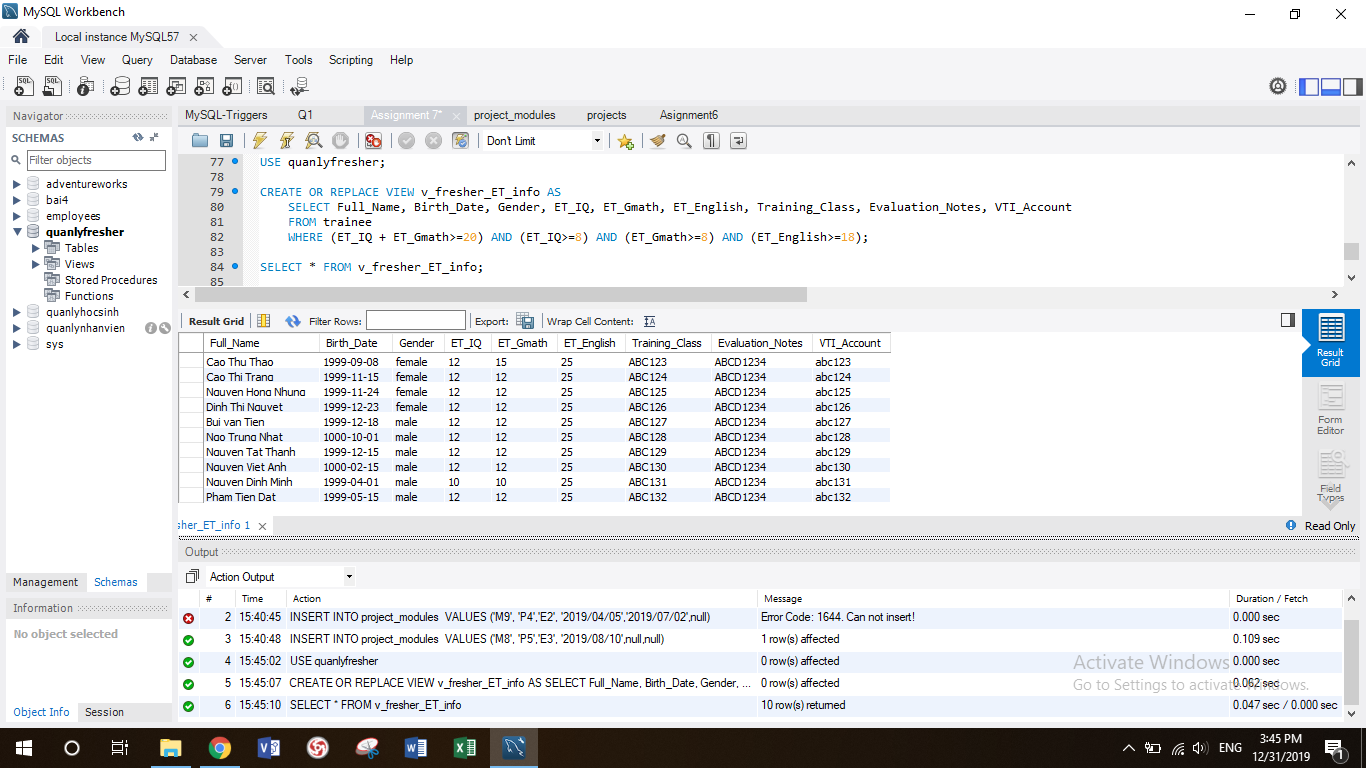 MySQL Workbench
Local instance MySQL57
File Edit View Query Database Server Tools Scripting Help
Navigator
SCHEMAS
Filter objects
adventureworks
bai4
employees
quanlyfresher
Tables
Views
Stored Procedures
Functions
quanlyhocsinh
quanlynhanvien
sys
Management Schemas
Information
No object selected
Object Info Session
MySQL-Triggers Q1 Assignment 7* project_modules projects Asignment6
Don't Limit
77 USE quanlyfresher;
78
79 CREATE OR REPLACE VIEW v_fresher_ET_info AS
80 SELECT Full_Name, Birth_Date, Gender, ET_IQ, ET_Gmath, ET_English, Training_Class, Evaluation_Notes, VTI_Account
81 FROM trainee
82 WHERE (ET_IQ + ET_Gmath>=20) AND (ET_IQ>=8) AND (ET_Gmath>=8) AND (ET_English>=18);
83
84 SELECT * FROM v_fresher_ET_info;
85
Result Grid Filter Rows: Export: Wrap Cell Content:
Full_Name Birth_Date Gender ET_IQ ET_Gmath ET_English Training_Class Evaluation_Notes VTI_Account
Cao Thu Thao 1999-09-08 female 12 15 25 ABC123 ABCD1234 abc123
Cao Thi Trang 1999-11-15 female 12 12 25 ABC124 ABCD1234 abc124
Nguyen Hong Nhung 1999-11-24 female 12 12 25 ABC125 ABCD1234 abc125
Dinh Thi Nguyet 1999-12-23 female 12 12 25 ABC126 ABCD1234 abc126
Bui van Tien 1999-12-18 male 12 12 25 ABC127 ABCD1234 abc127
Ngo Trung Nhat 1000-10-01 male 12 12 25 ABC128 ABCD1234 abc128
Nguyen Tat Thanh 1999-12-15 male 12 12 25 ABC129 ABCD1234 abc129
Nguyen Viet Anh 1000-02-15 male 12 12 25 ABC130 ABCD1234 abc130
Nguyen Dinh Minh 1999-04-01 male 10 10 25 ABC131 ABCD1234 abc131
Pham Tien Dat 1999-05-15 male 12 12 25 ABC132 ABCD1234 abc132
Result Grid
Form Editor
Field Types
sher_ET_info 1
Read Only
Output
Action Output
# Time Action Message Duration / Fetch
2 15:40:45 INSERT INTO project_modules VALUES ('M9', 'P4','E2', '2019/04/05','2019/07/02',null) Error Code: 1644. Can not insert! 0.000 sec
3 15:40:48 INSERT INTO project_modules VALUES ('M8', 'P5','E3', '2019/08/10',null,null) 1 row(s) affected 0.109 sec
4 15:45:02 USE quanlyfresher 0 row(s) affected 0.000 sec
5 15:45:07 CREATE OR REPLACE VIEW v_fresher_ET_info AS SELECT Full_Name, Birth_Date, Gender, ... 0 row(s) affected 0.062 sec
6 15:45:10 SELECT * FROM v_fresher_ET_info 10 row(s) returned 0.047 sec / 0.000 sec
Activate Windows
Go to Settings to activate Windows.
ENG
3:45 PM
12/31/2019
1